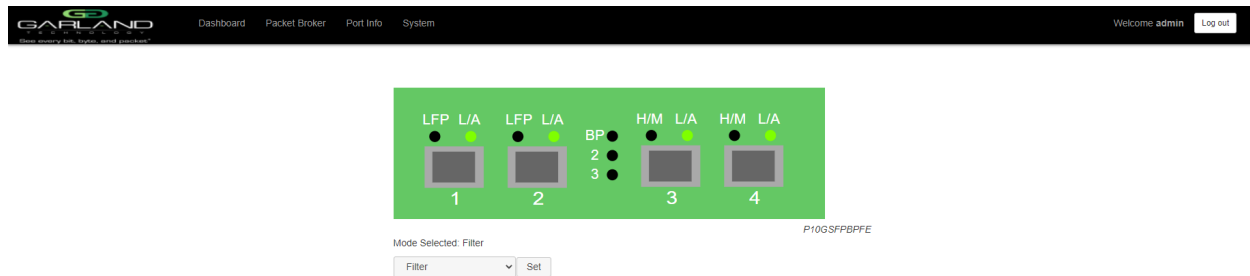 GARLAND
TECHNOLOGY
See every bit, byte, and packet®
Dashboard Packet Broker Port Info System
Welcome admin Log out
LFP L/A LFP L/A H/M L/A H/M L/A
BP
2
3
1 2 3 4
P10GSFPBPFE
Mode Selected: Filter
Filter Set